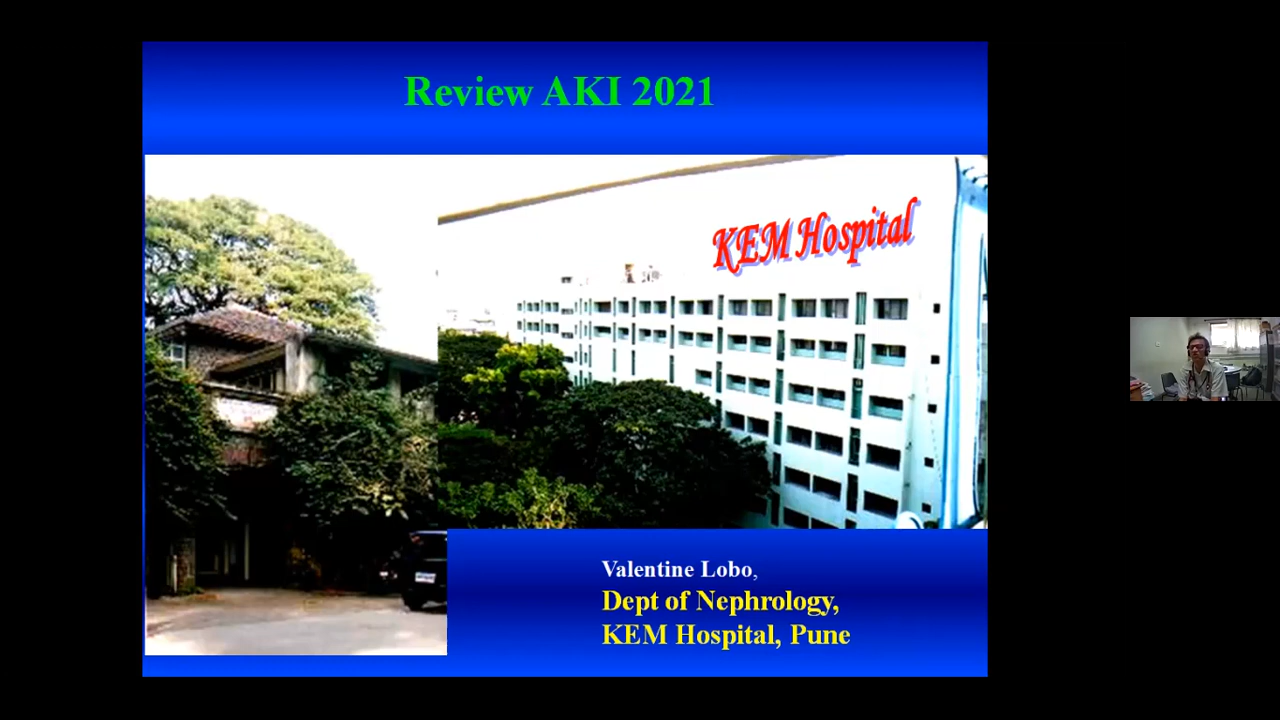 Review AKI 2021
KEM Hospital
Valentine Lobo,
Dept of Nephrology,
KEM Hospital, Pune